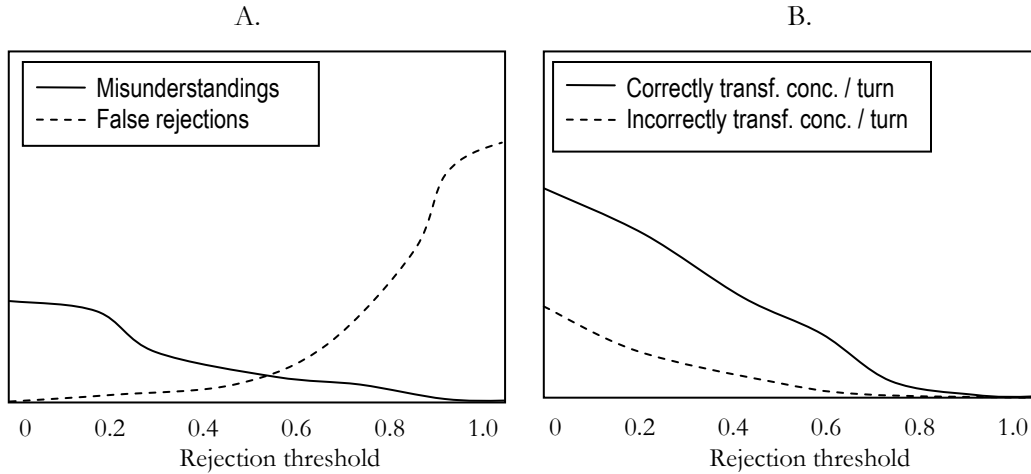 A.
Misunderstandings
False rejections
0 0.2 0.4 0.6 0.8 1.0
Rejection threshold
B.
Correctly transf. conc. / turn
Incorrectly transf. conc. / turn
0 0.2 0.4 0.6 0.8 1.0
Rejection threshold